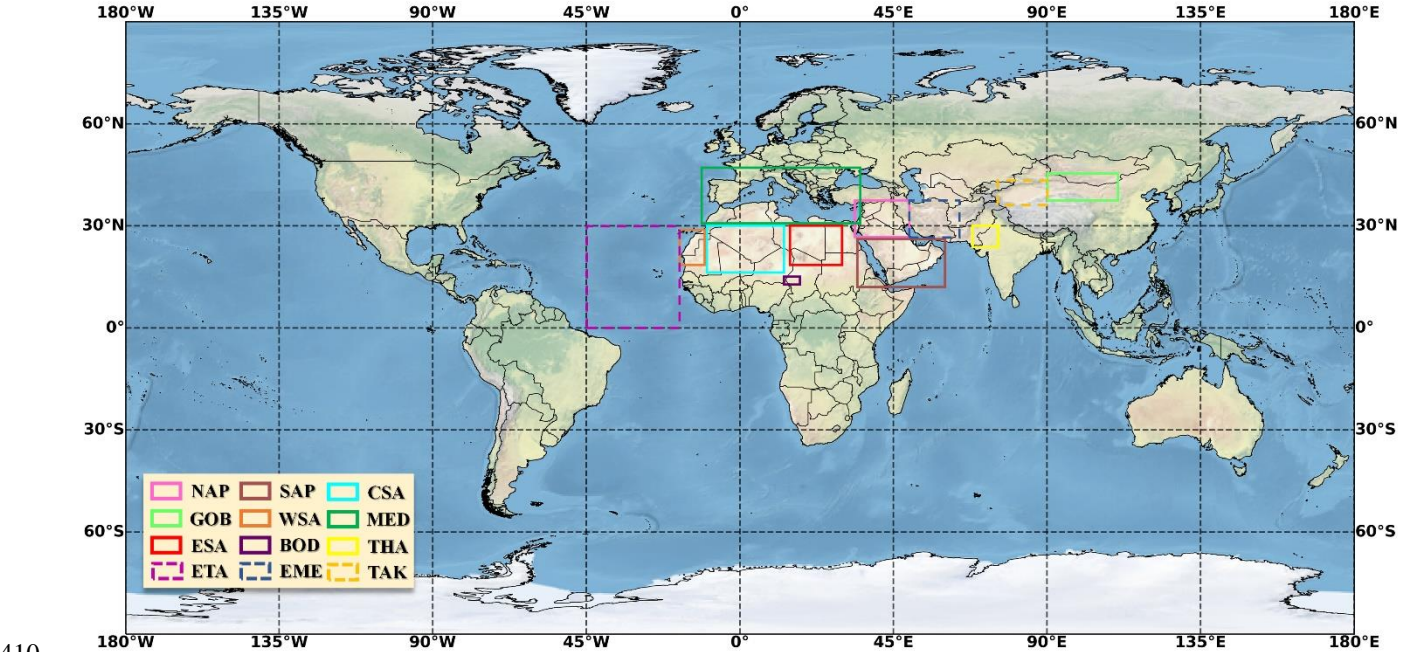 180°W 135°W 90°W 45°W 0° 45°E 90°E 135°E 180°E
60°N 60°N
30°N 30°N
0° 0°
30°S 30°S
NAP SAP CSA
GOB WSA MED
60°S 60°S
ESA BOD THA
ETA EME TAK
180°W 135°W 90°W 45°W 0° 45°E 90°E 135°E 180°E
410